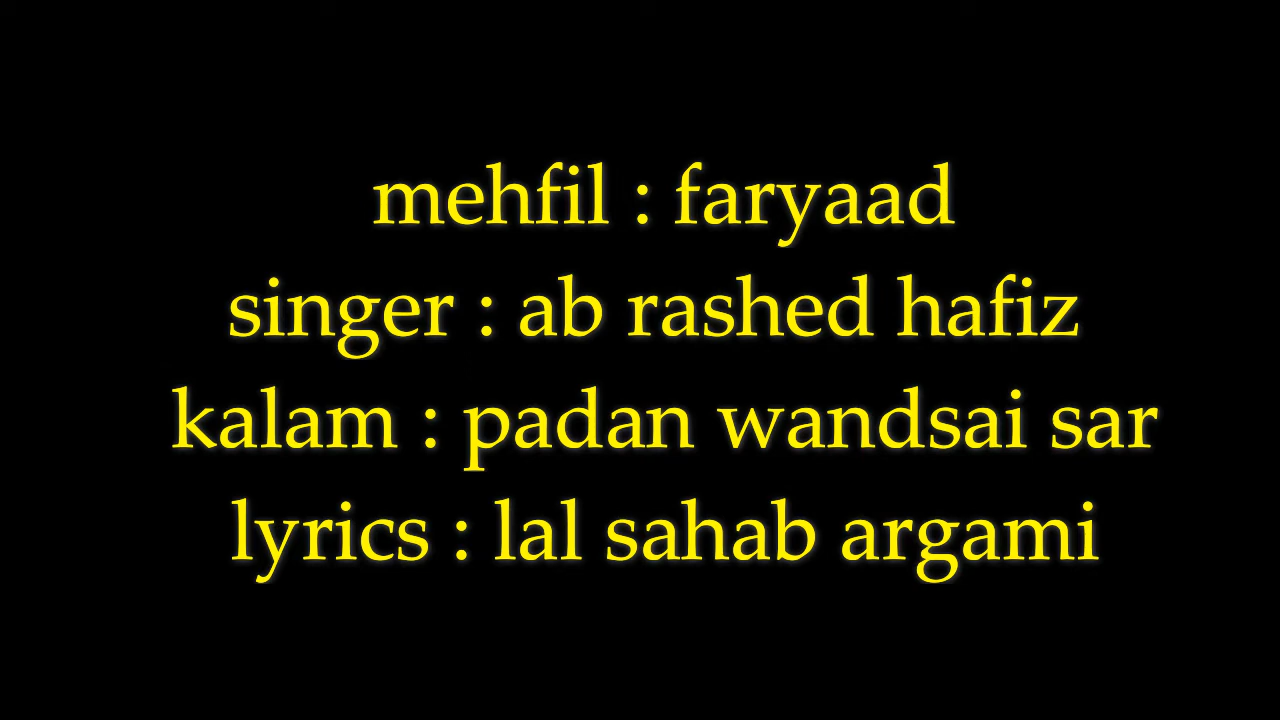 mehfil : faryaad
singer : ab rashed hafiz
kalam : padan wandsai sar
lyrics : lal sahab argami